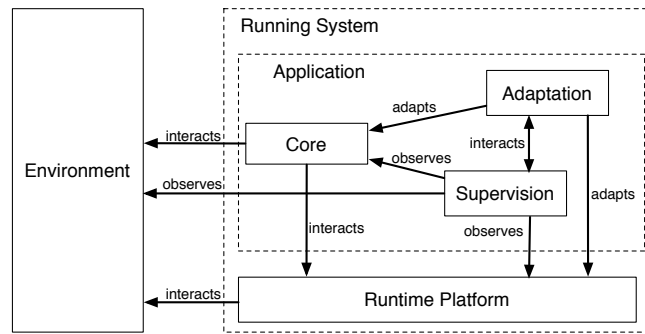 Running System
Application
Adaptation
adapts
interacts
Core
interacts
Environment
observes
Supervision
observes
adapts
interacts
observes
interacts
Runtime Platform